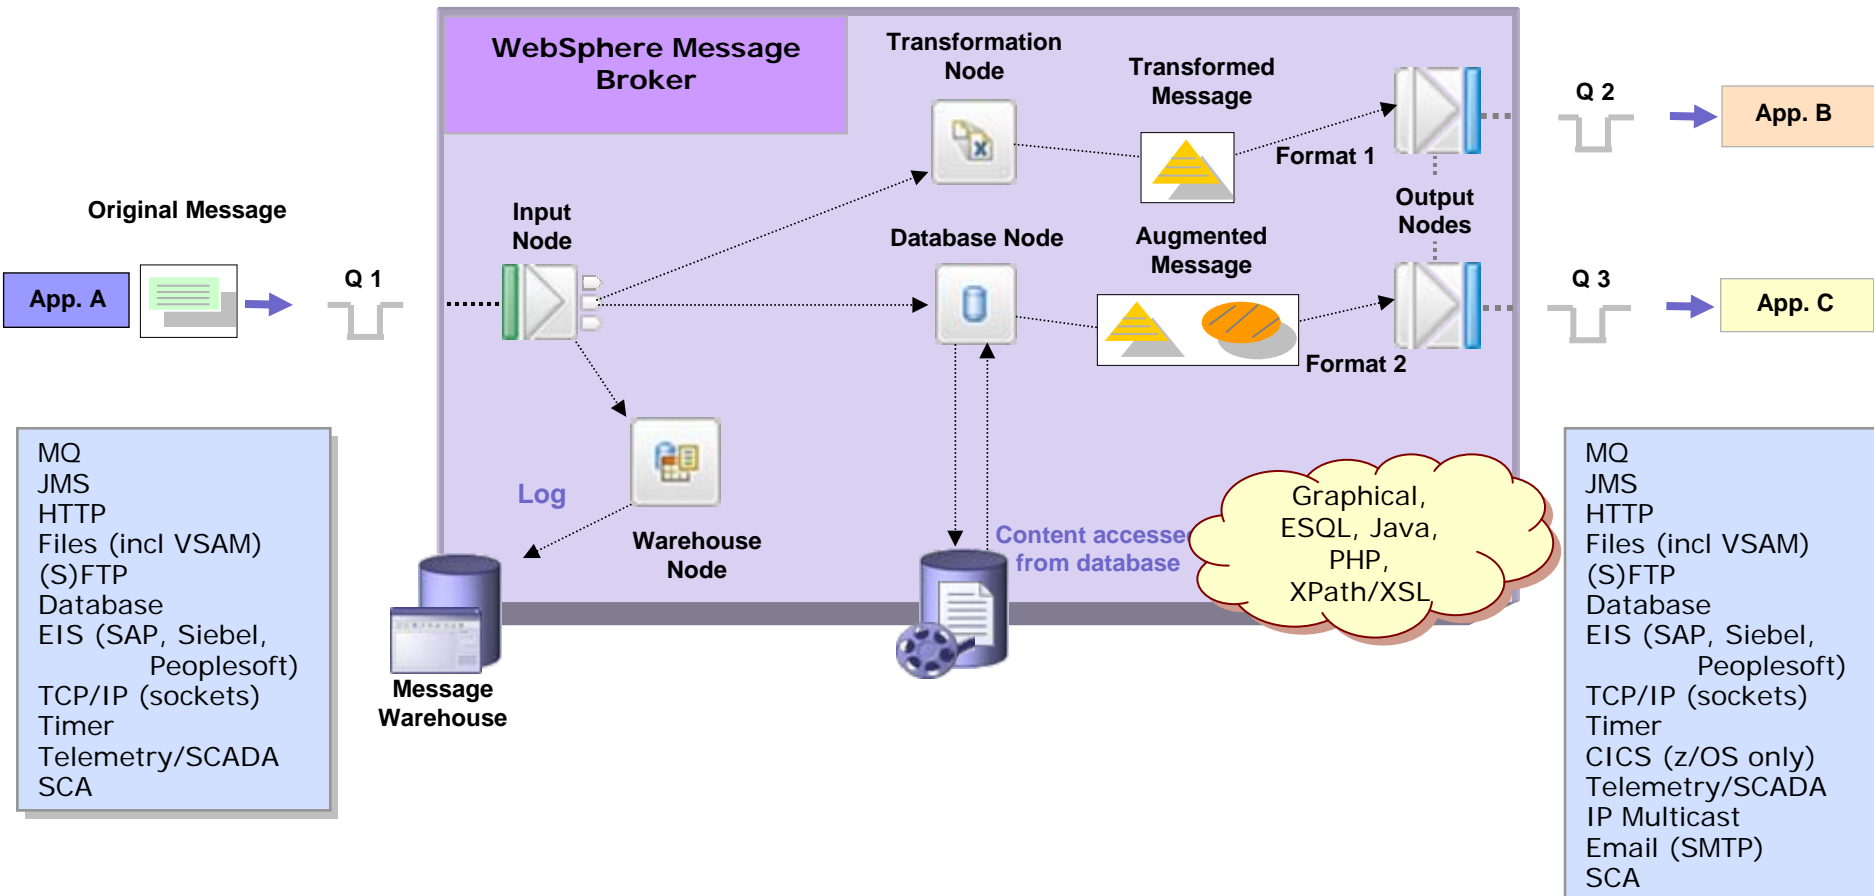 WebSphere Message
Broker
Transformation
Node
Transformed
Message
Format 1
Q 2
App. B
Original Message
App. A
Q 1
Input
Node
Database Node
Augmented
Message
Format 2
Output
Nodes
Q 3
App. C
Log
Warehouse
Node
Message
Warehouse
Content accesse
from database
Graphical,
ESQL, Java,
PHP,
XPath/XSL
MQ
JMS
HTTP
Files (incl VSAM)
(S)FTP
Database
EIS (SAP, Siebel,
Peoplesoft)
TCP/IP (sockets)
Timer
Telemetry/SCADA
SCA
MQ
JMS
HTTP
Files (incl VSAM)
(S)FTP
Database
EIS (SAP, Siebel,
Peoplesoft)
TCP/IP (sockets)
Timer
CICS (z/OS only)
Telemetry/SCADA
IP Multicast
Email (SMTP)
SCA